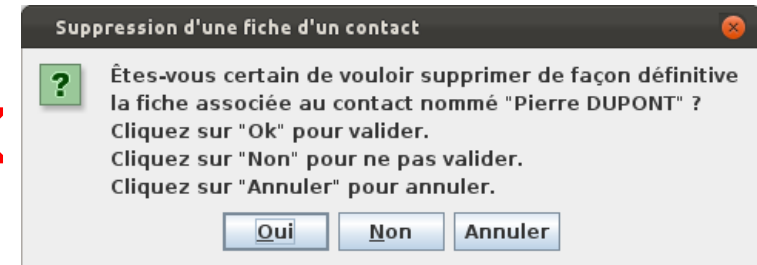 Suppression d'une fiche d'un contact
Êtes-vous certain de vouloir supprimer de façon définitive
la fiche associée au contact nommé "Pierre DUPONT" ?
Cliquez sur "Ok" pour valider.
Cliquez sur "Non" pour ne pas valider.
Cliquez sur "Annuler" pour annuler.
Oui Non Annuler